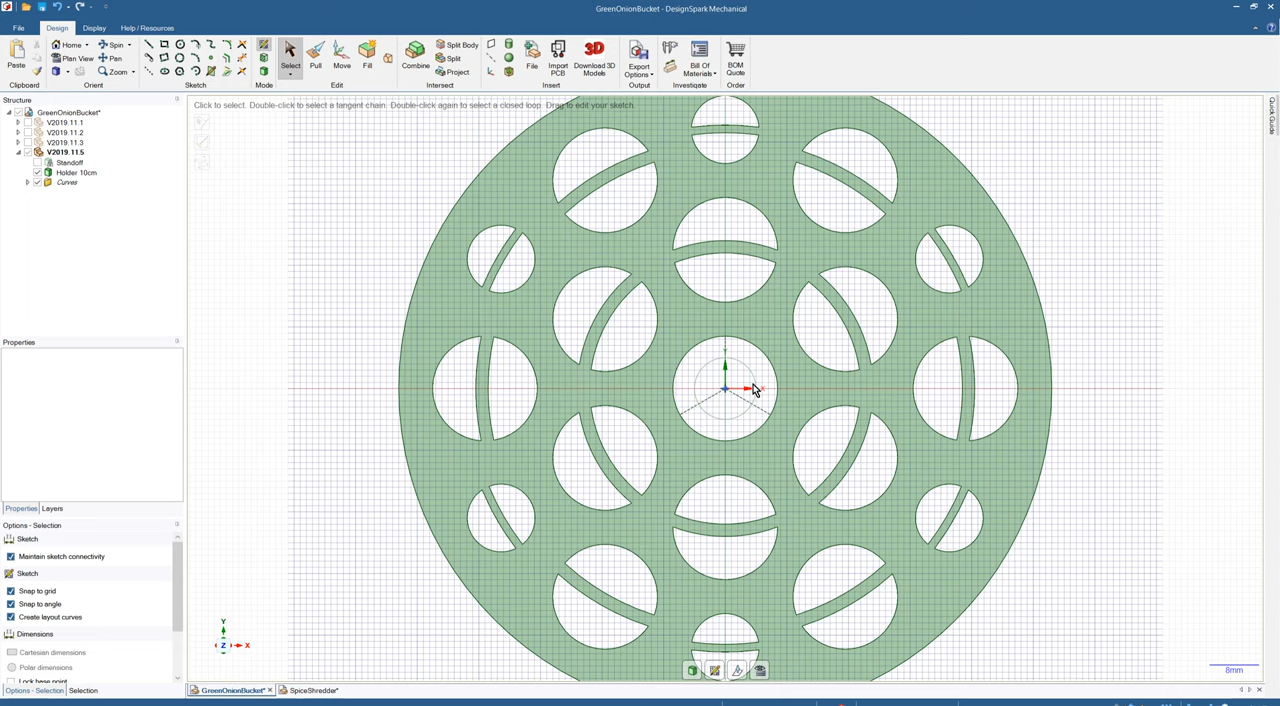 GreenOnionBucket - DesignSpark Mechanical
File Design Display Help / Resources
Paste
Home Spin
Plan View Pan
Zoom
Select Pull Move Fill
Combine
Split Body
Split
Project
File Import PCB Download 3D Models
Export Options
Bill Of Materials
BOM Quote
Clipboard Orient Sketch Mode Edit Intersect Insert Output Investigate Order
Structure
Click to select. Double-click to select a tangent chain. Double-click again to select a closed loop. Drag to edit your sketch.
Quick Guide
GreenOnionBucket*
V2019.11.1
V2019.11.2
V2019.11.3
V2019.11.5
Standoff
Holder 10cm
Curves
Y
X
Properties
Properties Layers
Options - Selection
Sketch
Maintain sketch connectivity
Sketch
Snap to grid
Snap to angle
Create layout curves
Dimensions
Cartesian dimensions
Polar dimensions
Lock base point
Y
Z
X
8mm
Options - Selection Selection
GreenOnionBucket* SpiceShredder*